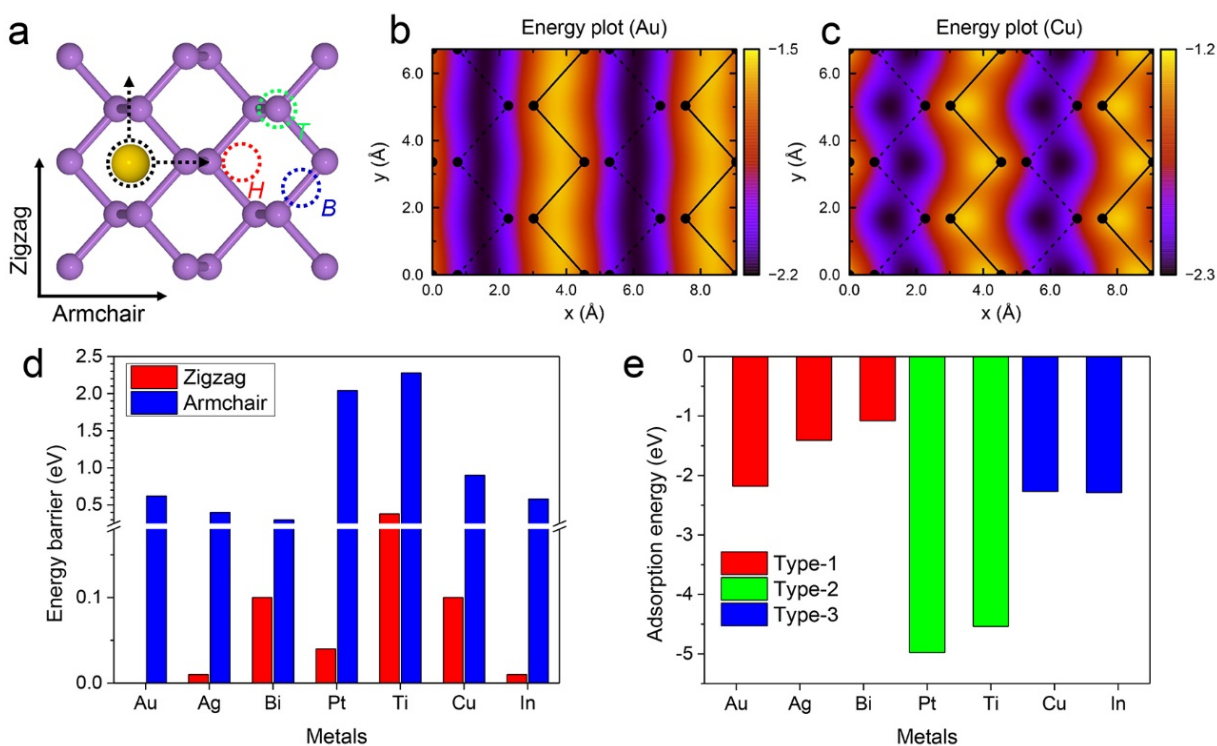 a
T
H
B
Zigzag
Armchair
b
Energy plot (Au)
6.0
4.0
2.0
0.0
y (Å)
0.0 2.0 4.0 6.0 8.0
x (Å)
−1.5
−2.2
c
Energy plot (Cu)
6.0
4.0
2.0
0.0
y (Å)
0.0 2.0 4.0 6.0 8.0
x (Å)
−1.2
−2.3
d
Zigzag
Armchair
2.5
2.0
1.5
1.0
0.5
0.1
0.0
Energy barrier (eV)
Au Ag Bi Pt Ti Cu In
Metals
e
0
-1
-2
-3
-4
-5
Adsorption energy (eV)
Type-1
Type-2
Type-3
Au Ag Bi Pt Ti Cu In
Metals